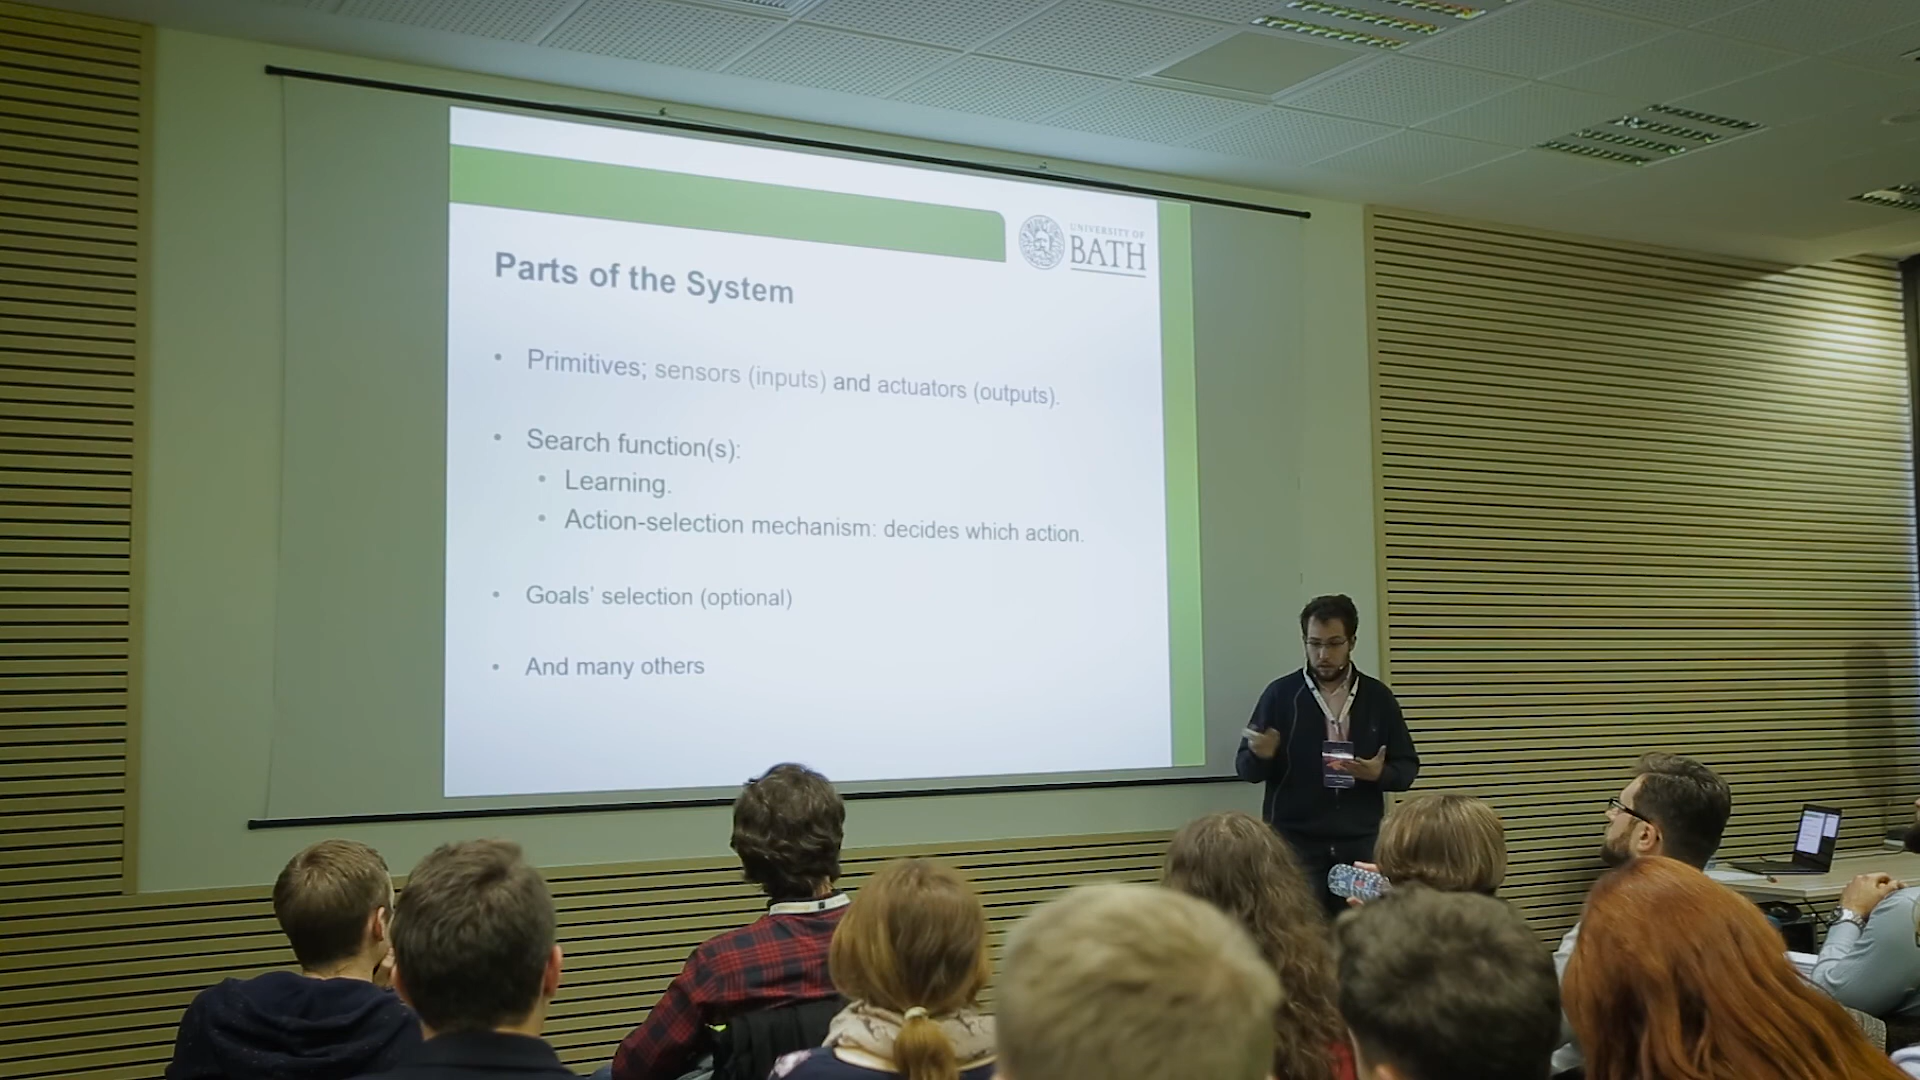 UNIVERSITY OF
BATH
Parts of the System
• Primitives; sensors (inputs) and actuators (outputs).
• Search function(s):
• Learning.
• Action-selection mechanism: decides which action.
• Goals’ selection (optional)
• And many others